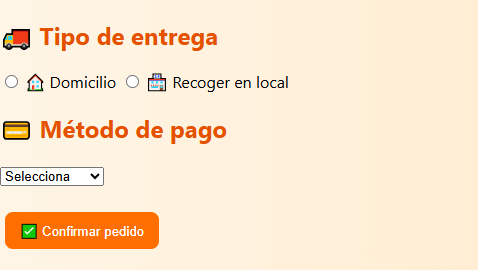 Tipo de entrega
Domicilio Recoger en local
Método de pago
Selecciona
Confirmar pedido